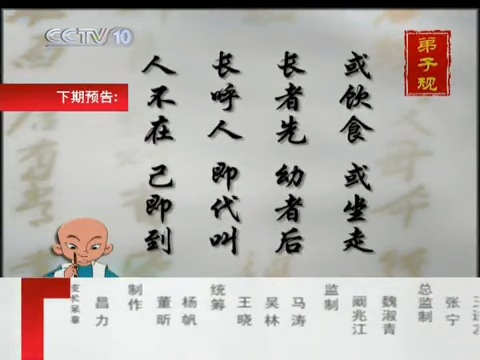 CCTV 10
弟子规
下期预告:
或饮食 或坐走
长者先 幼者后
长呼人 即代叫
人不在 己即到
总监制
张宁
魏淑青
阚兆江
监制
马涛
吴林
王晓
统筹
杨帆
董昕
制作
昌力